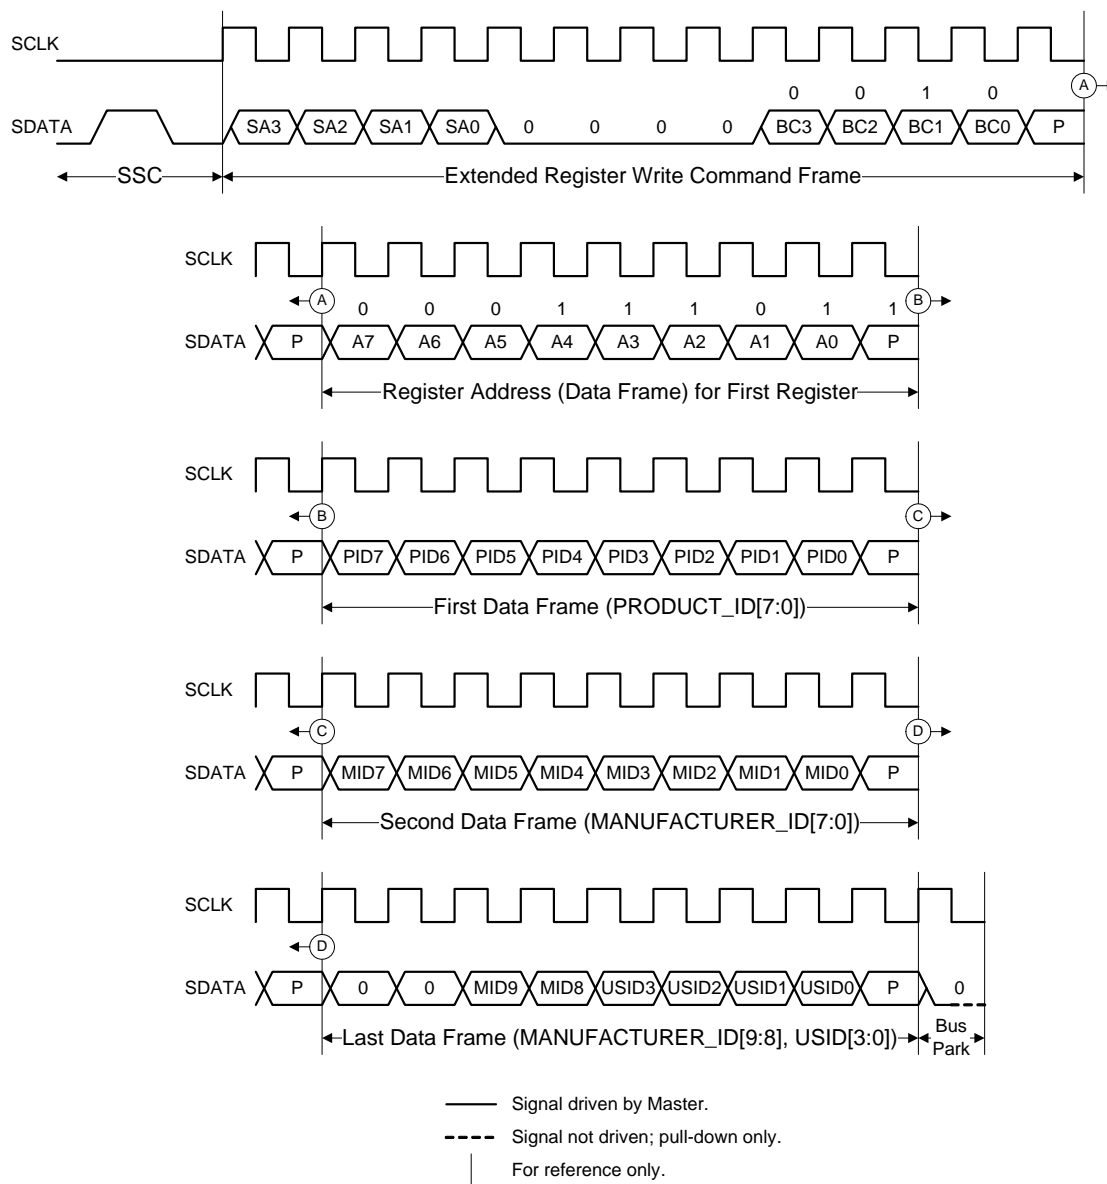 SCLK
0 0 1 0
A
SDATA SA3 SA2 SA1 SA0 0 0 0 0 BC3 BC2 BC1 BC0 P
SSC Extended Register Write Command Frame
SCLK
A 0 0 0 1 1 1 0 1 1 B
SDATA P A7 A6 A5 A4 A3 A2 A1 A0 P
Register Address (Data Frame) for First Register
SCLK
B C
SDATA P PID7 PID6 PID5 PID4 PID3 PID2 PID1 PID0 P
First Data Frame (PRODUCT_ID[7:0])
SCLK
C D
SDATA P MID7 MID6 MID5 MID4 MID3 MID2 MID1 MID0 P
Second Data Frame (MANUFACTURER_ID[7:0])
SCLK
D
SDATA P 0 0 MID9 MID8 USID3 USID2 USID1 USID0 P 0
Last Data Frame (MANUFACTURER_ID[9:8], USID[3:0]) Bus
Park
Signal driven by Master.
Signal not driven; pull-down only.
For reference only.